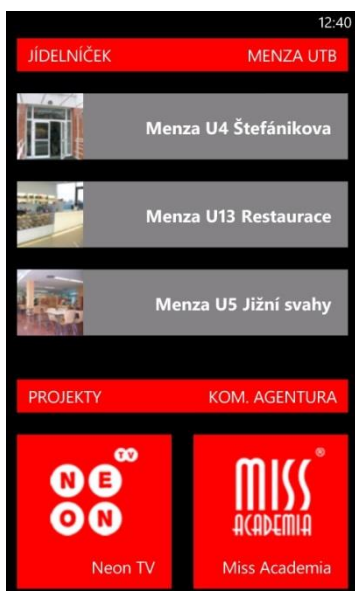 12:40
JÍDELNÍČEK MENZA UTB
Menza U4 Štefánikova
Menza U13 Restaurace
Menza U5 Jižní svahy
PROJEKTY KOM. AGENTURA
TV
NE
ON
Neon TV
MISS®
ACADEMIA
Miss Academia